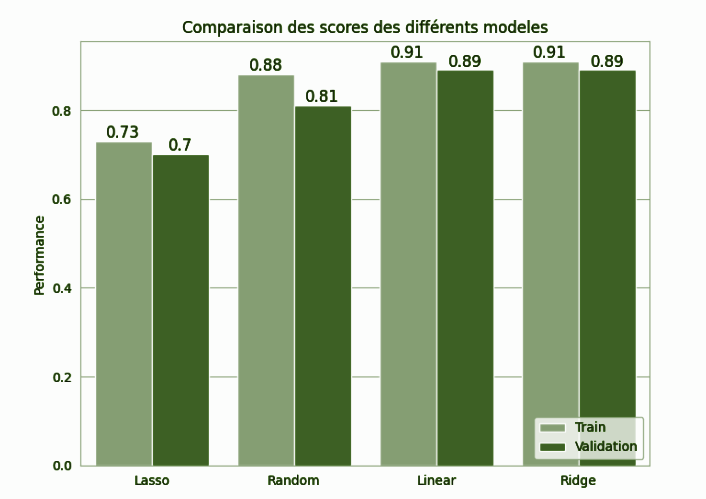 Comparaison des scores des différents modeles
0.73
0.7
0.88
0.81
0.91
0.89
0.91
0.89
Performance
0.8
0.6
0.4
0.2
0.0
Lasso
Random
Linear
Ridge
Train
Validation